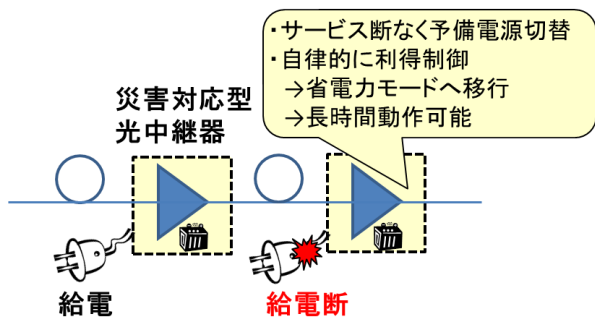 ・サービス断なく予備電源切替
・自律的に利得制御
→省電力モードへ移行
→長時間動作可能
災害対応型
光中継器
給電
給電断